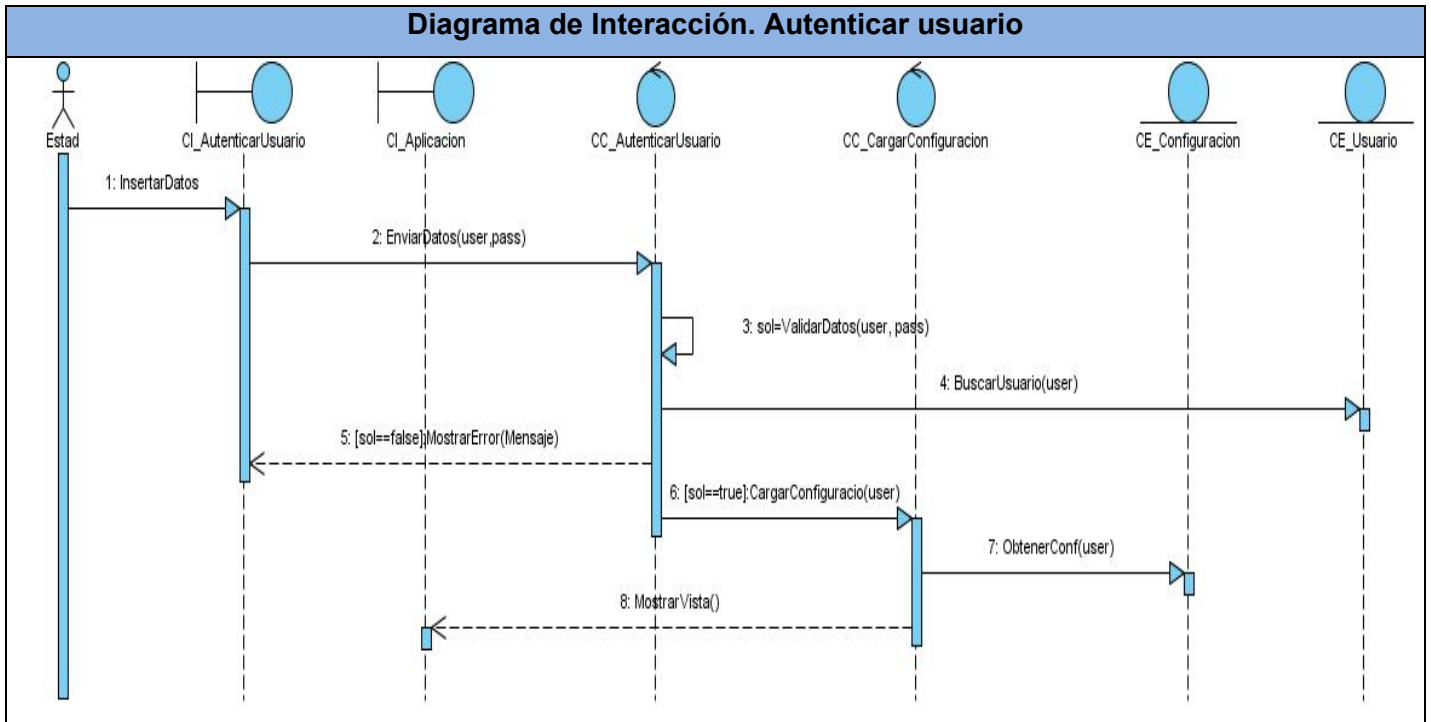 Diagrama de Interacción. Autenticar usuario
Estad
CI_AutenticarUsuario
CI_Aplicacion
CC_AutenticarUsuario
CC_CargarConfiguracion
CE_Configuracion
CE_Usuario
1: InsertarDatos
2: EnviarDatos(user,pass)
3: sol=ValidarDatos(user, pass)
4: BuscarUsuario(user)
5: [sol==false]:MostrarError(Mensaje)
6: [sol==true]:CargarConfiguracio(user)
7: ObtenerConf(user)
8: MostrarVista()